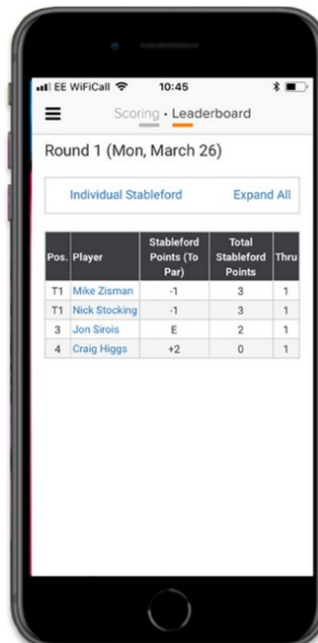 EE WiFiCall 10:45
Scoring • Leaderboard
Round 1 (Mon, March 26)
Individual Stableford Expand All
Pos. Player Stableford Points (To Par) Total Stableford Points Thru
T1 Mike Zisman -1 3 1
T1 Nick Stocking -1 3 1
3 Jon Sirois E 2 1
4 Craig Higgs +2 0 1